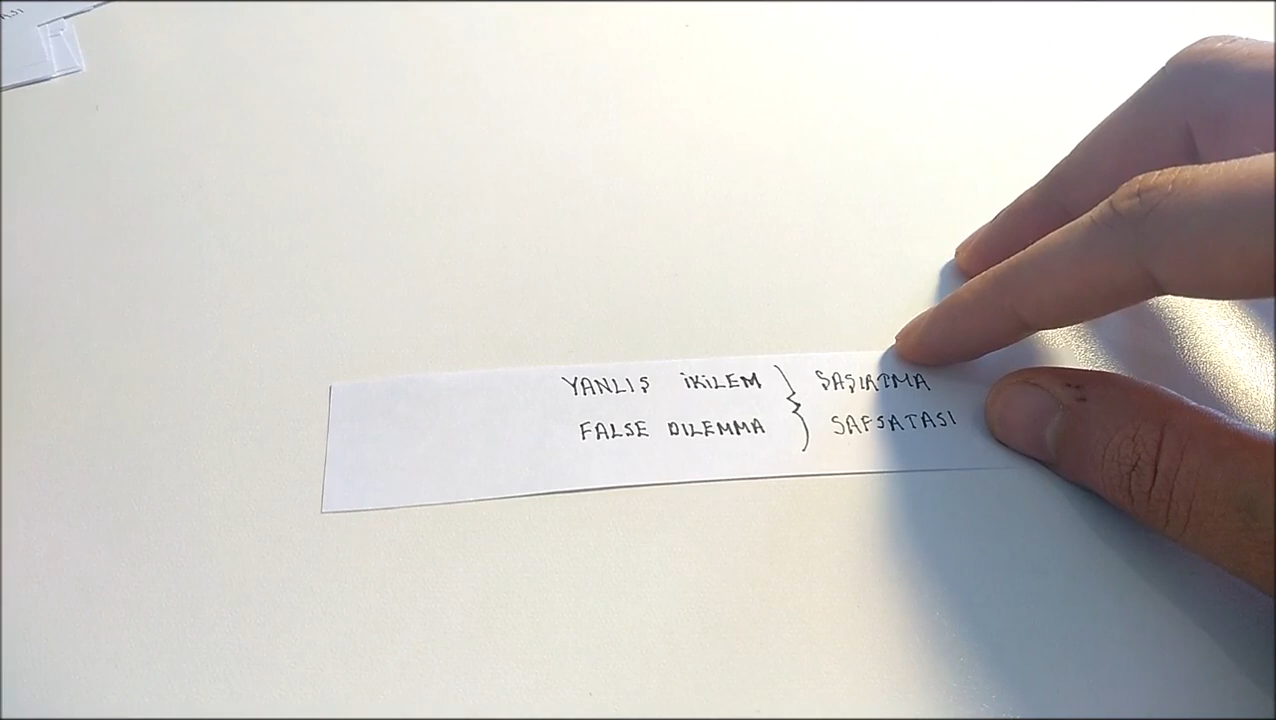 YANLIŞ İKİLEM } ŞAŞIRTMA
FALSE DILEMMA } SAFSATASI